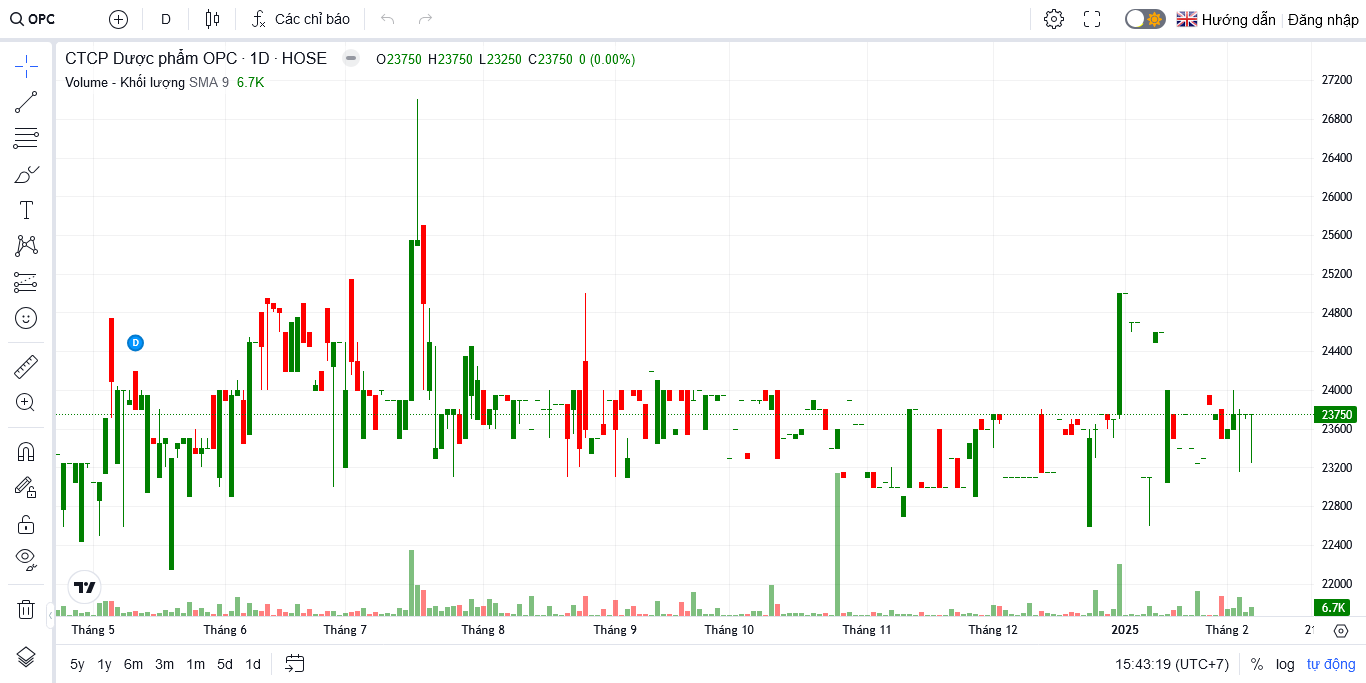 OPC D Các chỉ báo Hướng dẫn Đăng nhập
CTCP Dược phẩm OPC · 1D · HOSE O23750 H23750 L23250 C23750 0 (0.00%)
Volume - Khối lượng SMA 9 6.7K
27200
26800
26400
26000
25600
25200
24800
D
24400
24000
23750
23600
23200
22800
22400
22000
6.7K
Tháng 5 Tháng 6 Tháng 7 Tháng 8 Tháng 9 Tháng 10 Tháng 11 Tháng 12 2025 Tháng 2
5y 1y 6m 3m 1m 5d 1d 15:43:19 (UTC+7) % log tự động